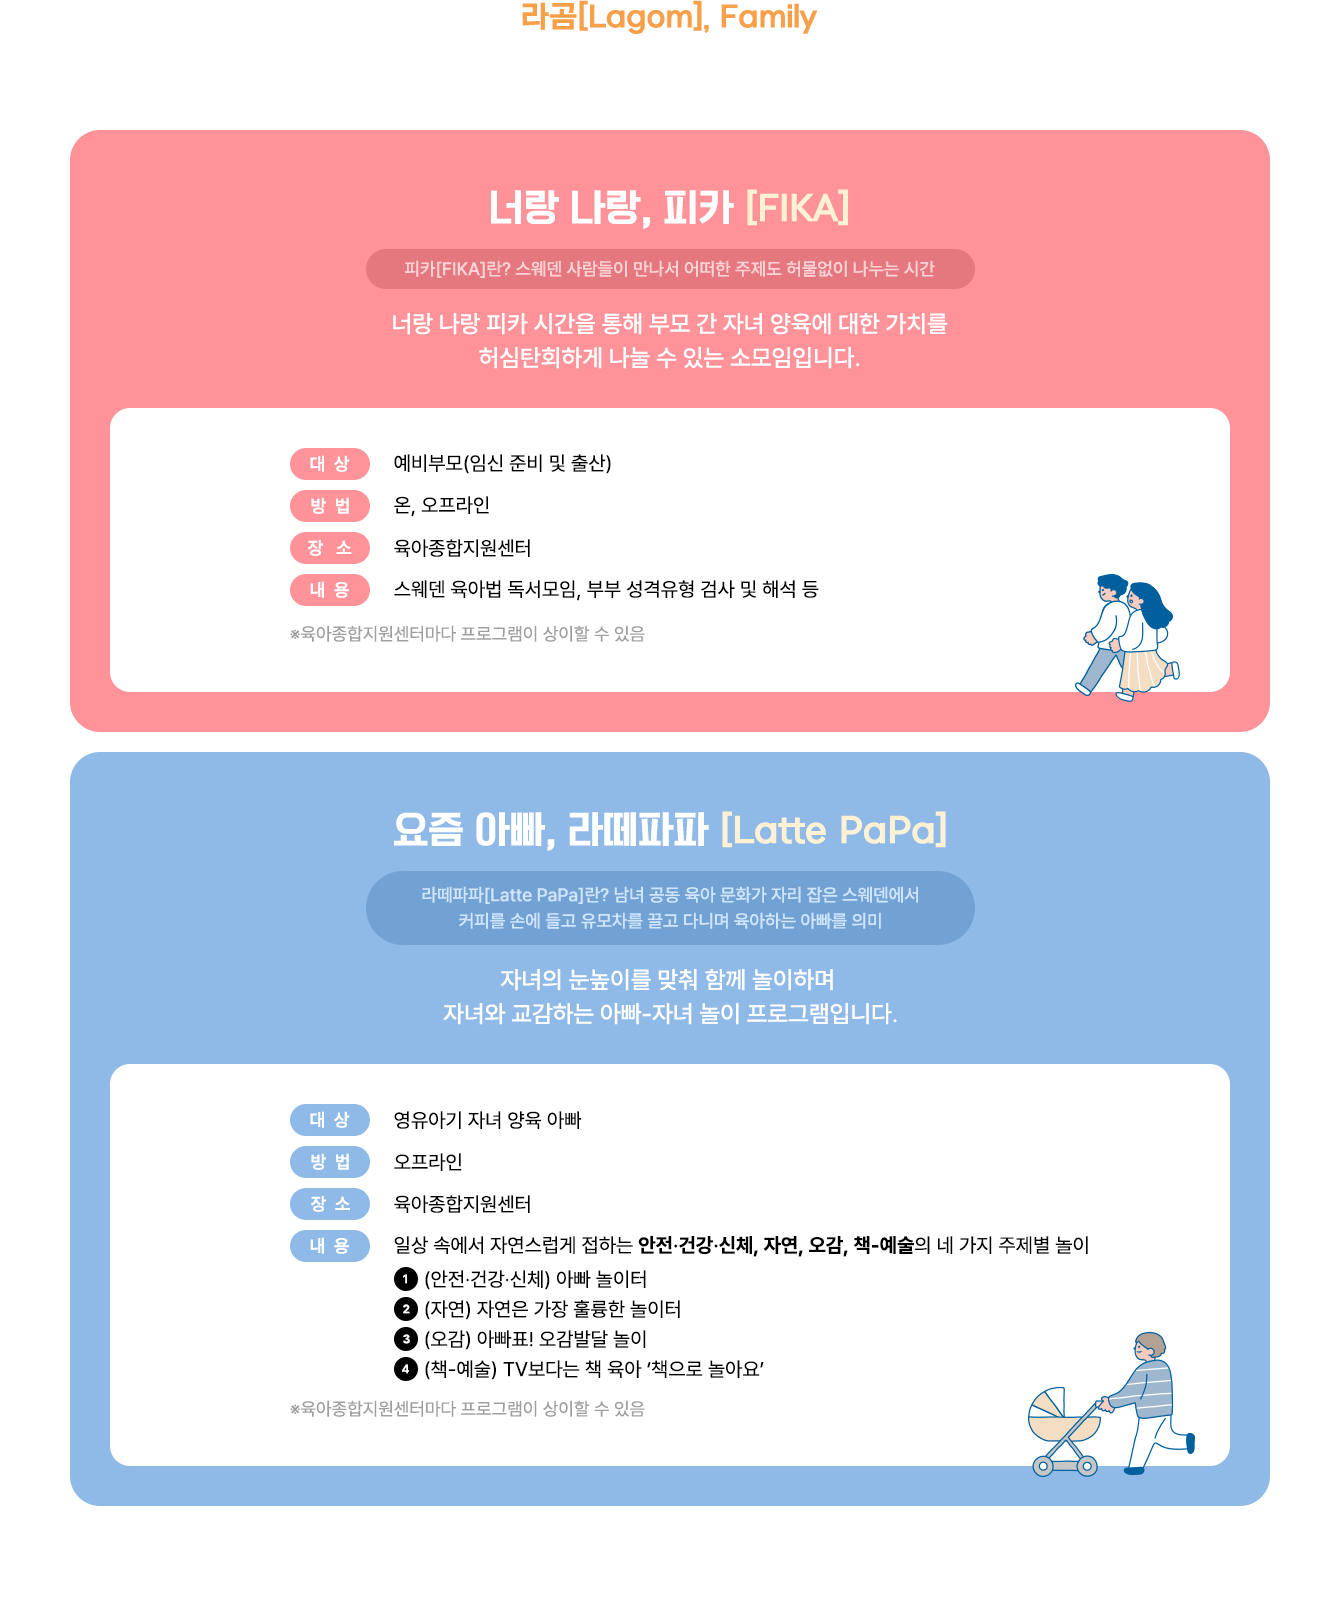 라곰[Lagom], Family
너랑 나랑, 피카 [FIKA]
피카[FIKA]란? 스웨덴 사람들이 만나서 어떠한 주제도 허물없이 나누는 시간
너랑 나랑 피카 시간을 통해 부모 간 자녀 양육에 대한 가치를
허심탄회하게 나눌 수 있는 소모임입니다.
대 상 예비부모(임신 준비 및 출산)
방 법 온, 오프라인
장 소 육아종합지원센터
내 용 스웨덴 육아법 독서모임, 부부 성격유형 검사 및 해석 등
※육아종합지원센터마다 프로그램이 상이할 수 있음
요즘 아빠, 라떼파파 [Latte PaPa]
라떼파파[Latte PaPa]란? 남녀 공동 육아 문화가 자리 잡은 스웨덴에서
커피를 손에 들고 유모차를 끌고 다니며 육아하는 아빠를 의미
자녀의 눈높이를 맞춰 함께 놀이하며
자녀와 교감하는 아빠-자녀 놀이 프로그램입니다.
대 상 영유아기 자녀 양육 아빠
방 법 오프라인
장 소 육아종합지원센터
내 용 일상 속에서 자연스럽게 접하는 안전·건강·신체, 자연, 오감, 책-예술의 네 가지 주제별 놀이
1 (안전·건강·신체) 아빠 놀이터
2 (자연) 자연은 가장 훌륭한 놀이터
3 (오감) 아빠표! 오감발달 놀이
4 (책-예술) TV보다는 책 육아 ‘책으로 놀아요’
※육아종합지원센터마다 프로그램이 상이할 수 있음